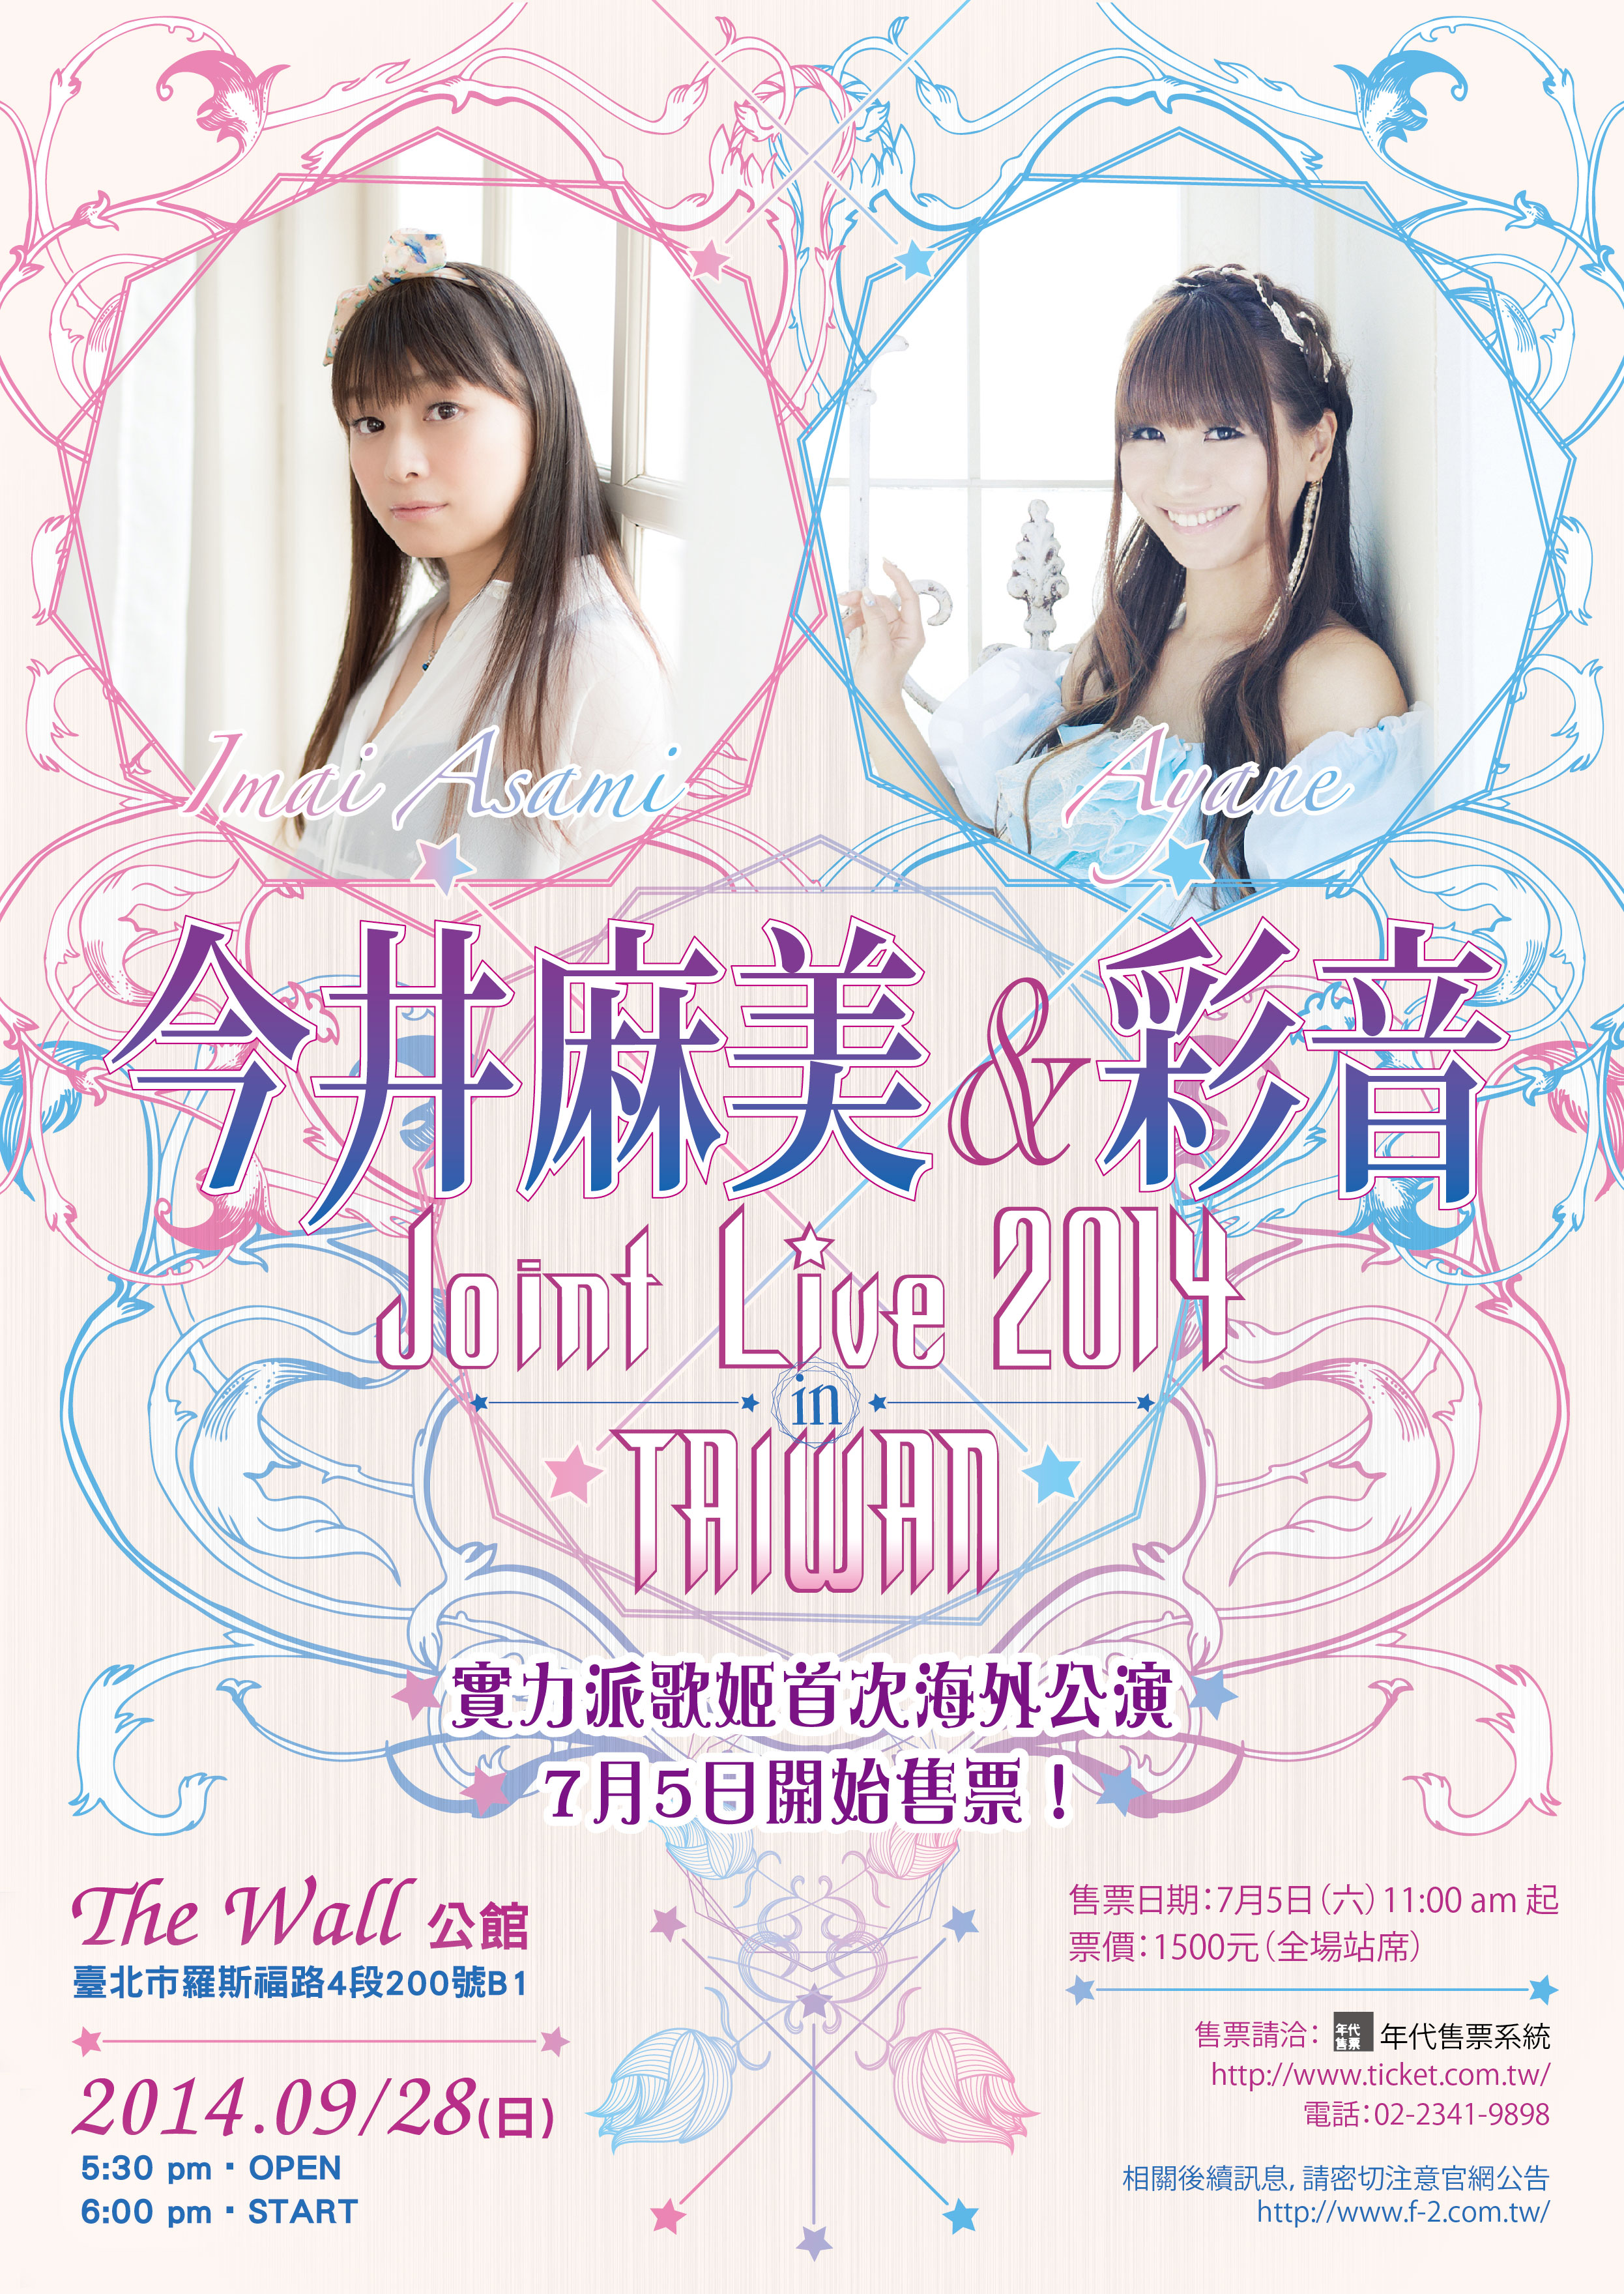 Imai Asami
Ayane
今井麻美&彩音
Joint Live 2014
in
TAIWAN
實力派歌姬首次海外公演
7月5日開始售票！
The Wall 公館
臺北市羅斯福路4段200號B1
2014.09/28(日)
5:30 pm・OPEN
6:00 pm・START
售票日期：7月5日（六）11:00 am 起
票價：1500元（全場站席）
售票請洽： 年代售票 年代售票系統
http://www.ticket.com.tw/
電話：02-2341-9898
相關後續訊息，請密切注意官網公告
http://www.f-2.com.tw/